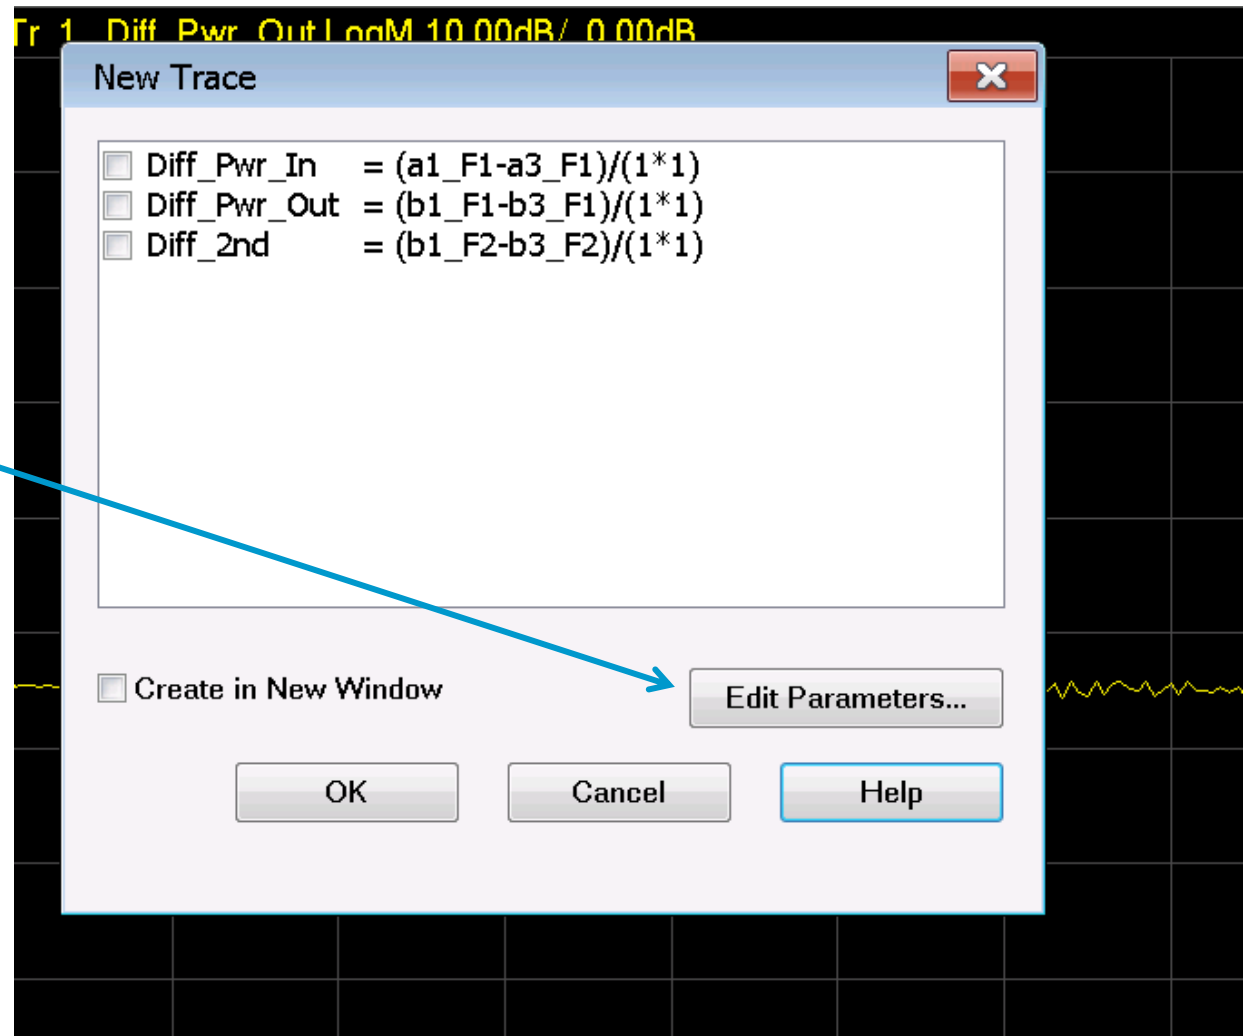 Tr 1 Diff_Pwr_Out LogM 10.00dB/ 0.00dB
New Trace
Diff_Pwr_In = (a1_F1-a3_F1)/(1*1)
Diff_Pwr_Out = (b1_F1-b3_F1)/(1*1)
Diff_2nd = (b1_F2-b3_F2)/(1*1)
Create in New Window
Edit Parameters...
OK Cancel Help